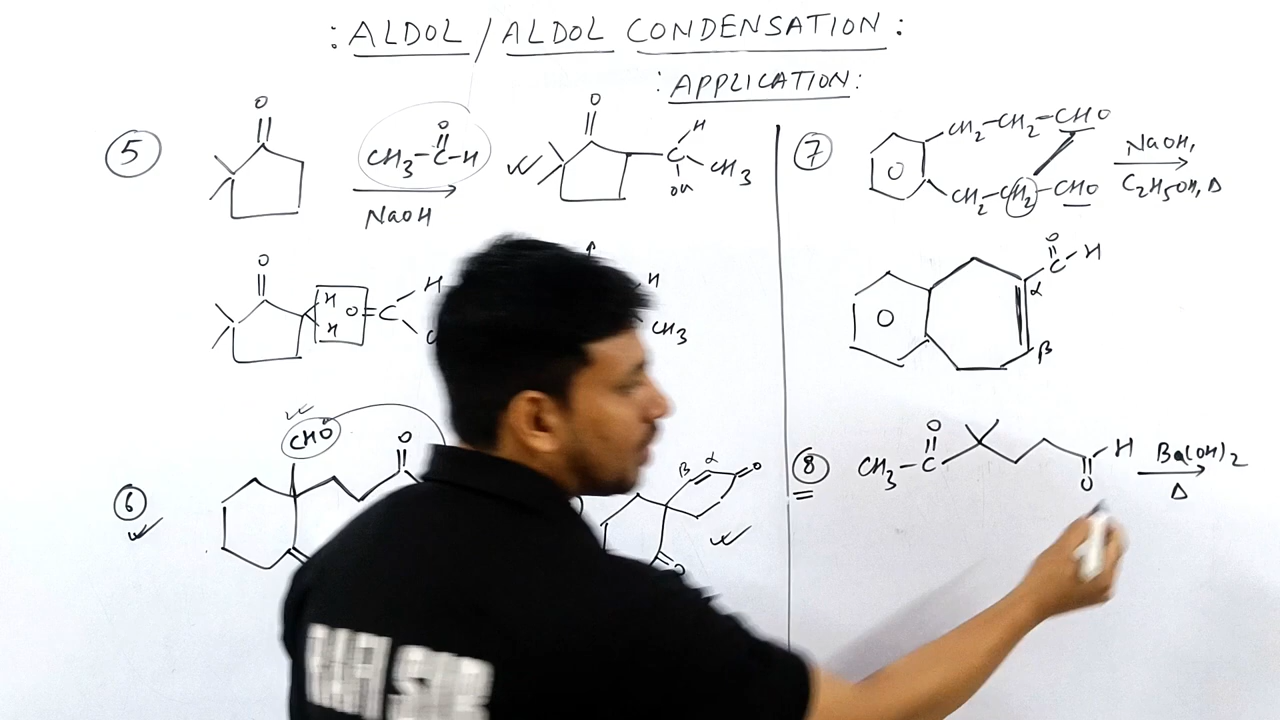 : ALDOL / ALDOL CONDENSATION :
: APPLICATION :
5
O
CH3-C-H
O
NaOH
O
C
H
OH
CH3
O
H
H
O=C
H
C
H
CH3
6
CHO
O
β
α
O
O
7
CH2-CH2-CHO
O
CH2-CH2-CHO
NaOH,
C2H5OH, Δ
O
O
C-H
α
β
8
CH3-C
O
H
O
Ba(OH)2
Δ